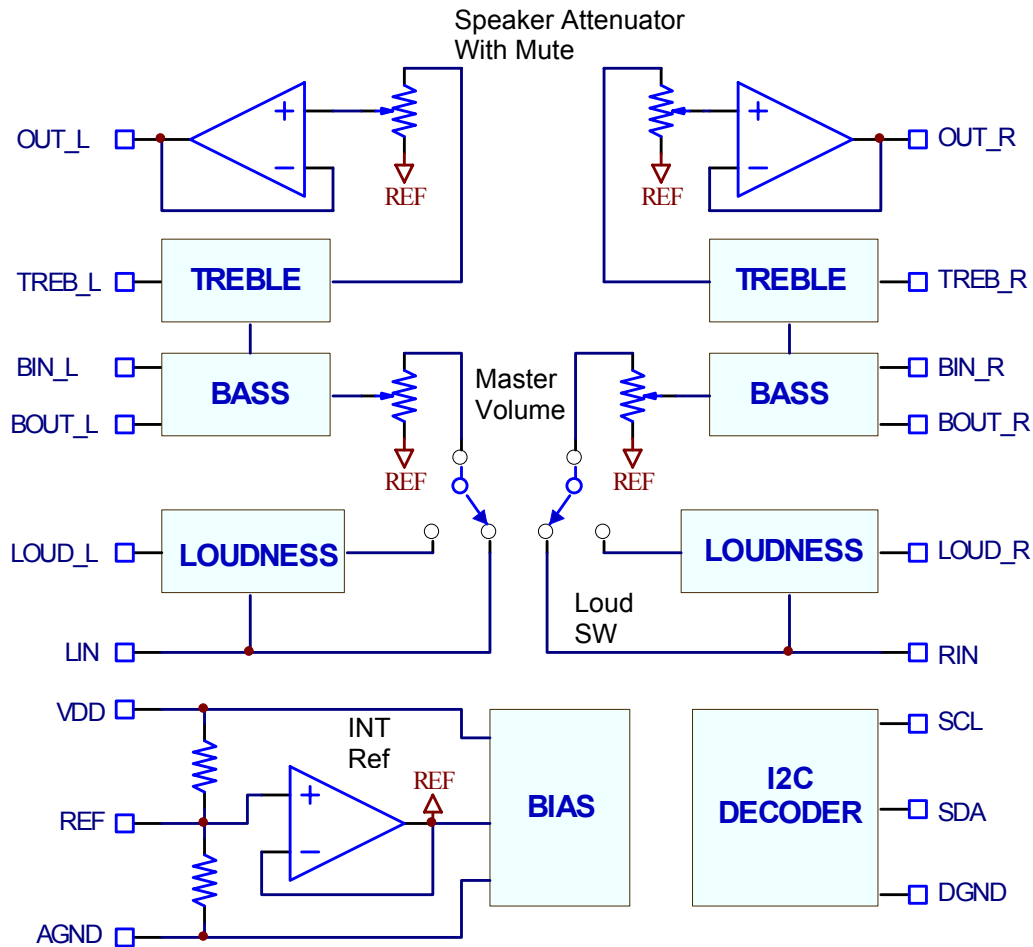 Speaker Attenuator
With Mute
OUT_L
+
−
REF
REF
+
−
OUT_R
TREB_L
TREBLE
TREBLE
TREB_R
BIN_L
BASS
BOUT_L
REF
Master
Volume
REF
BASS
BIN_R
BOUT_R
LOUD_L
LOUDNESS
LOUDNESS
LOUD_R
Loud
SW
LIN
RIN
VDD
INT
Ref
REF
REF
+
−
AGND
BIAS
I2C
DECODER
SCL
SDA
DGND